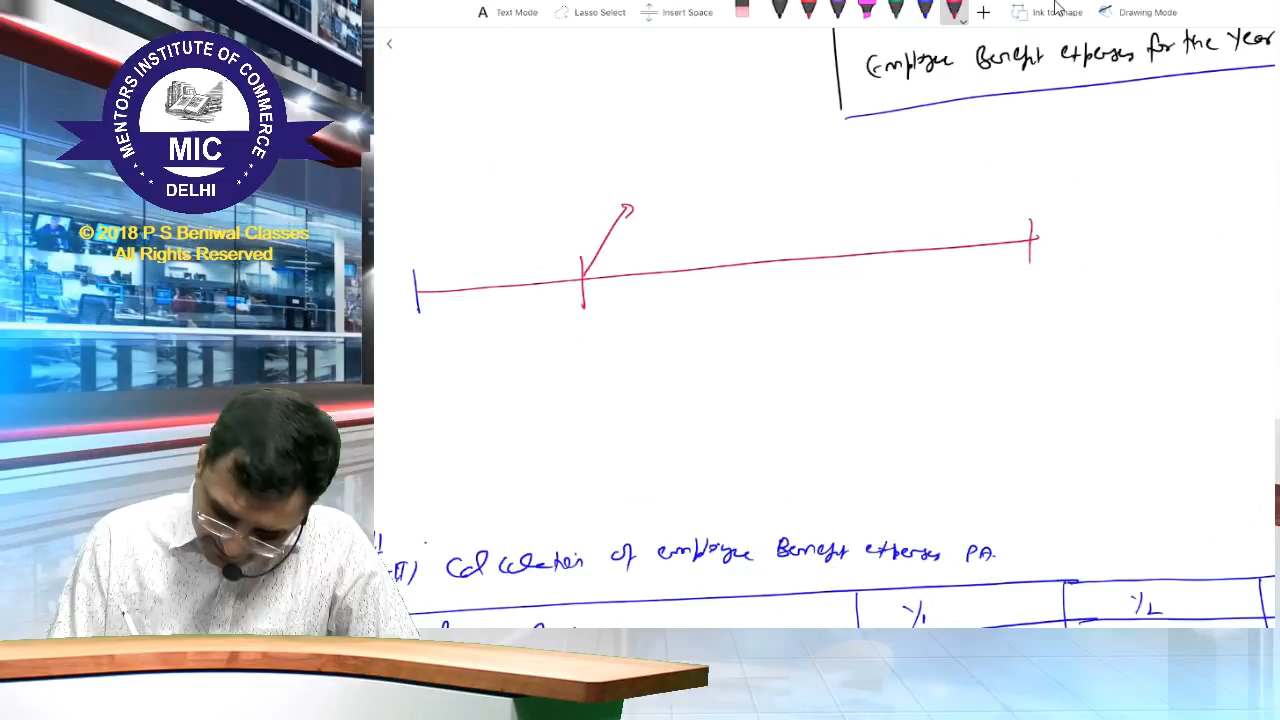 Text Mode
Lasso Select
Insert Space
Ink to Shape
Drawing Mode
MENTORS INSTITUTE OF COMMERCE
MIC
DELHI
© 2018 P S Beniwal Classes
All Rights Reserved
Employee Benefit expenses for the year
II) Calculation of employee Benefit expenses PA.
Y1
Y2